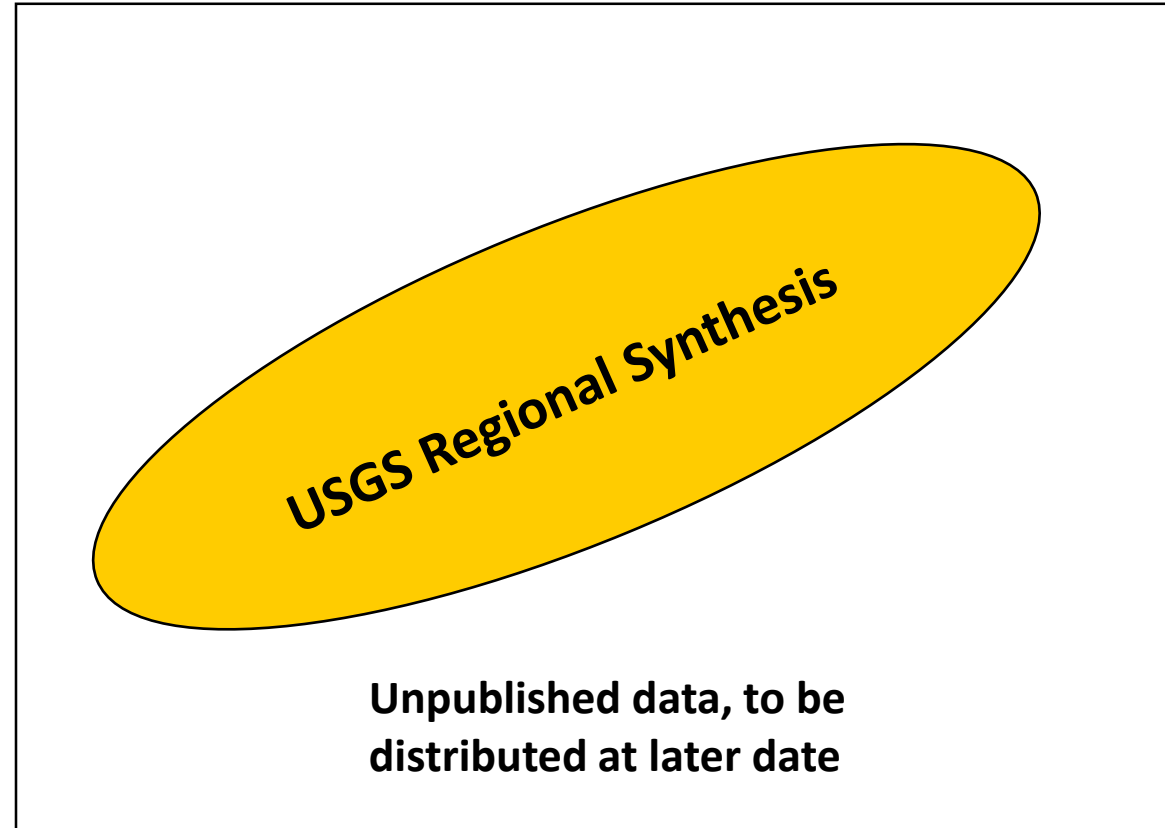 USGS Regional Synthesis
Unpublished data, to be
distributed at later date